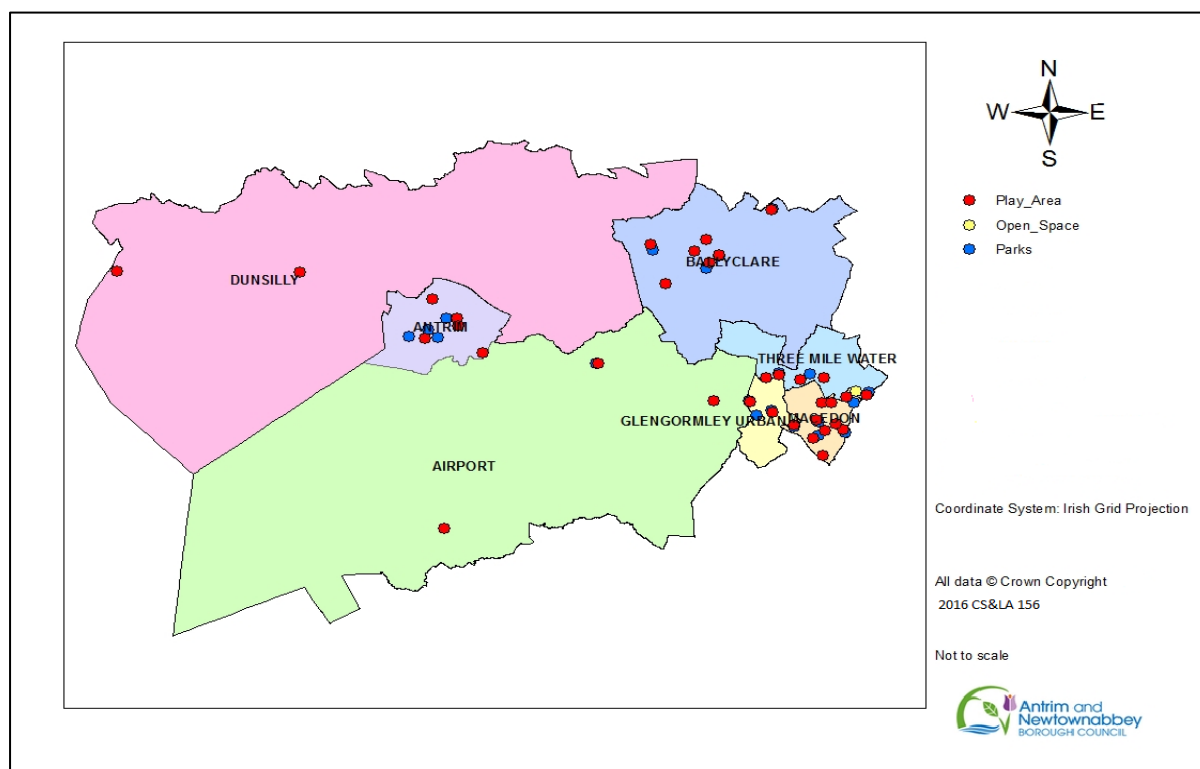 N
W E
S
Play_Area
Open_Space
Parks
BALLYCLARE
DUNSILLY
ANTRIM
THREE MILE WATER
GLENGORMLEY URBAN
MACEDON
AIRPORT
Coordinate System: Irish Grid Projection
All data © Crown Copyright
2016 CS&LA 156
Not to scale
Antrim and
Newtownabbey
BOROUGH COUNCIL